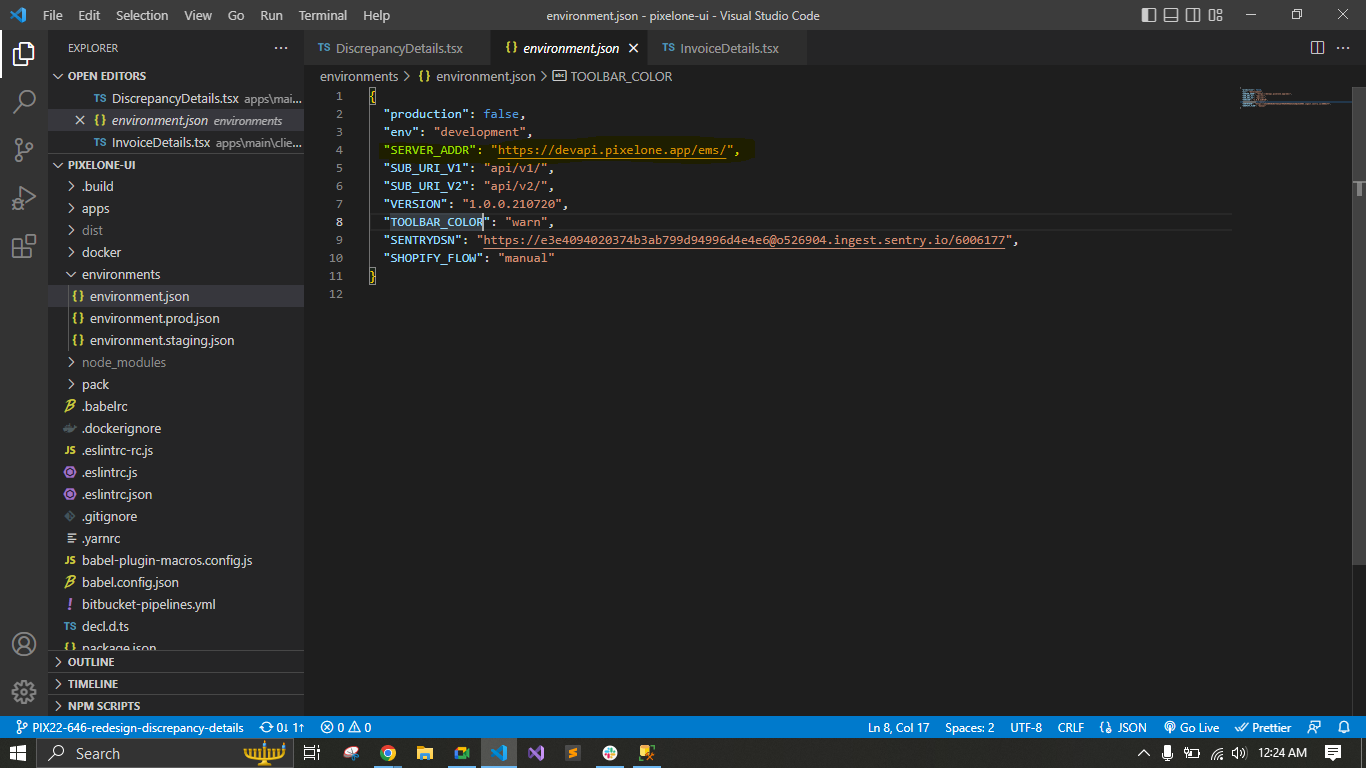 File Edit Selection View Go Run Terminal Help
environment.json - pixelone-ui - Visual Studio Code
EXPLORER
OPEN EDITORS
TS DiscrepancyDetails.tsx apps\mai...
{} environment.json environments
TS InvoiceDetails.tsx apps\main\clie...
PIXELONE-UI
.build
apps
dist
docker
environments
{} environment.json
{} environment.prod.json
{} environment.staging.json
node_modules
pack
.babelrc
.dockerignore
JS .eslintrc-rc.js
.eslintrc.js
.eslintrc.json
.gitignore
.yarnrc
JS babel-plugin-macros.config.js
babel.config.json
! bitbucket-pipelines.yml
TS decl.d.ts
{} package.json
OUTLINE
TIMELINE
NPM SCRIPTS
TS DiscrepancyDetails.tsx
{} environment.json
TS InvoiceDetails.tsx
environments > {} environment.json > abc TOOLBAR_COLOR
1 {
2 "production": false,
3 "env": "development",
4 "SERVER_ADDR": "https://devapi.pixelone.app/ems/",
5 "SUB_URI_V1": "api/v1/",
6 "SUB_URI_V2": "api/v2/",
7 "VERSION": "1.0.0.210720",
8 "TOOLBAR_COLOR": "warn",
9 "SENTRYDSN": "https://e3e4094020374b3ab799d94996d4e4e6@o526904.ingest.sentry.io/6006177",
10 "SHOPIFY_FLOW": "manual"
11 }
12
PIX22-646-redesign-discrepancy-details 0↓ 1↑ 0 0
Ln 8, Col 17 Spaces: 2 UTF-8 CRLF {} JSON Go Live Prettier
Search
12:24 AM